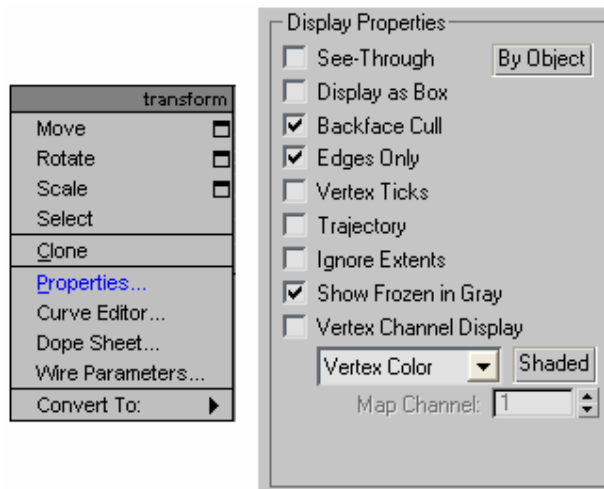 transform
Move
Rotate
Scale
Select
Clone
Properties...
Curve Editor...
Dope Sheet...
Wire Parameters...
Convert To:
Display Properties
See-Through By Object
Display as Box
Backface Cull
Edges Only
Vertex Ticks
Trajectory
Ignore Extents
Show Frozen in Gray
Vertex Channel Display
Vertex Color Shaded
Map Channel: 1